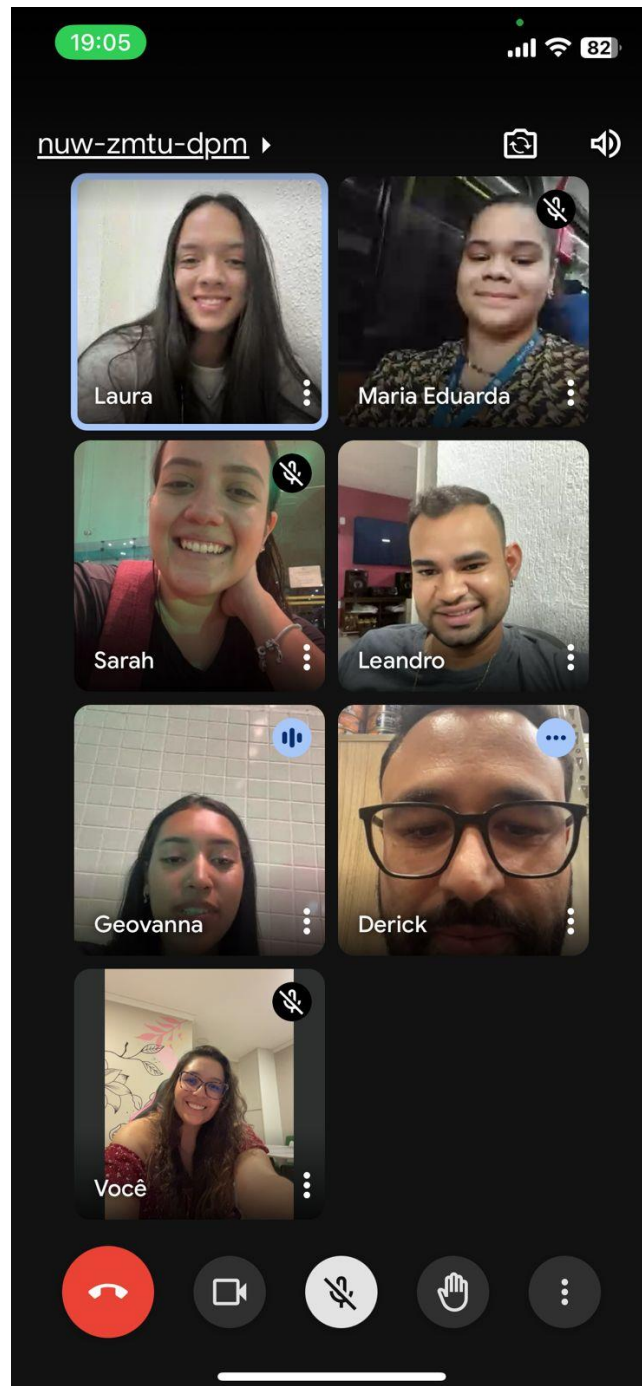 19:05
82
nuw-zmtu-dpm
Laura
Maria Eduarda
Sarah
Leandro
Geovanna
Derick
Você